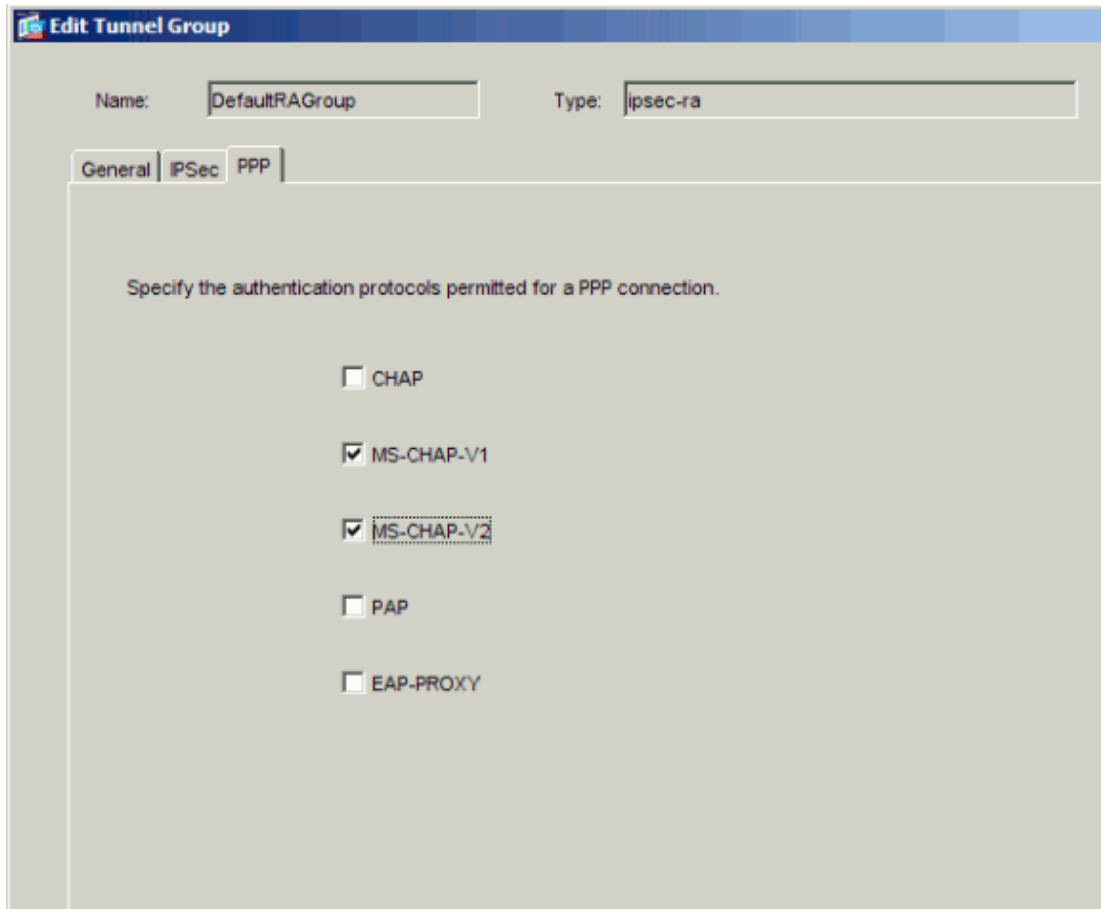 Edit Tunnel Group
Name: DefaultRAGroup Type: ipsec-ra
General IPSec PPP
Specify the authentication protocols permitted for a PPP connection.
CHAP
MS-CHAP-V1
MS-CHAP-V2
PAP
EAP-PROXY